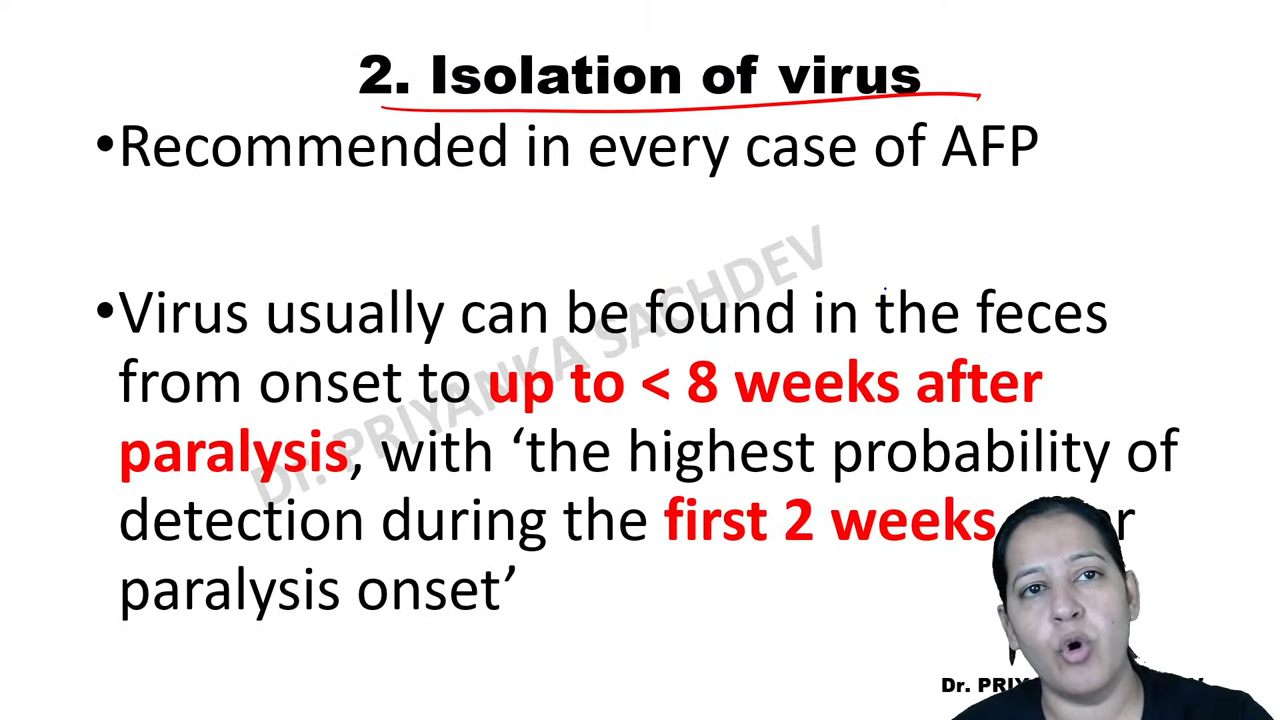 2. Isolation of virus
•Recommended in every case of AFP
•Virus usually can be found in the feces
from onset to up to < 8 weeks after
paralysis, with ‘the highest probability of
detection during the first 2 weeks
paralysis onset’
Dr. PRIYANKA SACHDEV
Dr.